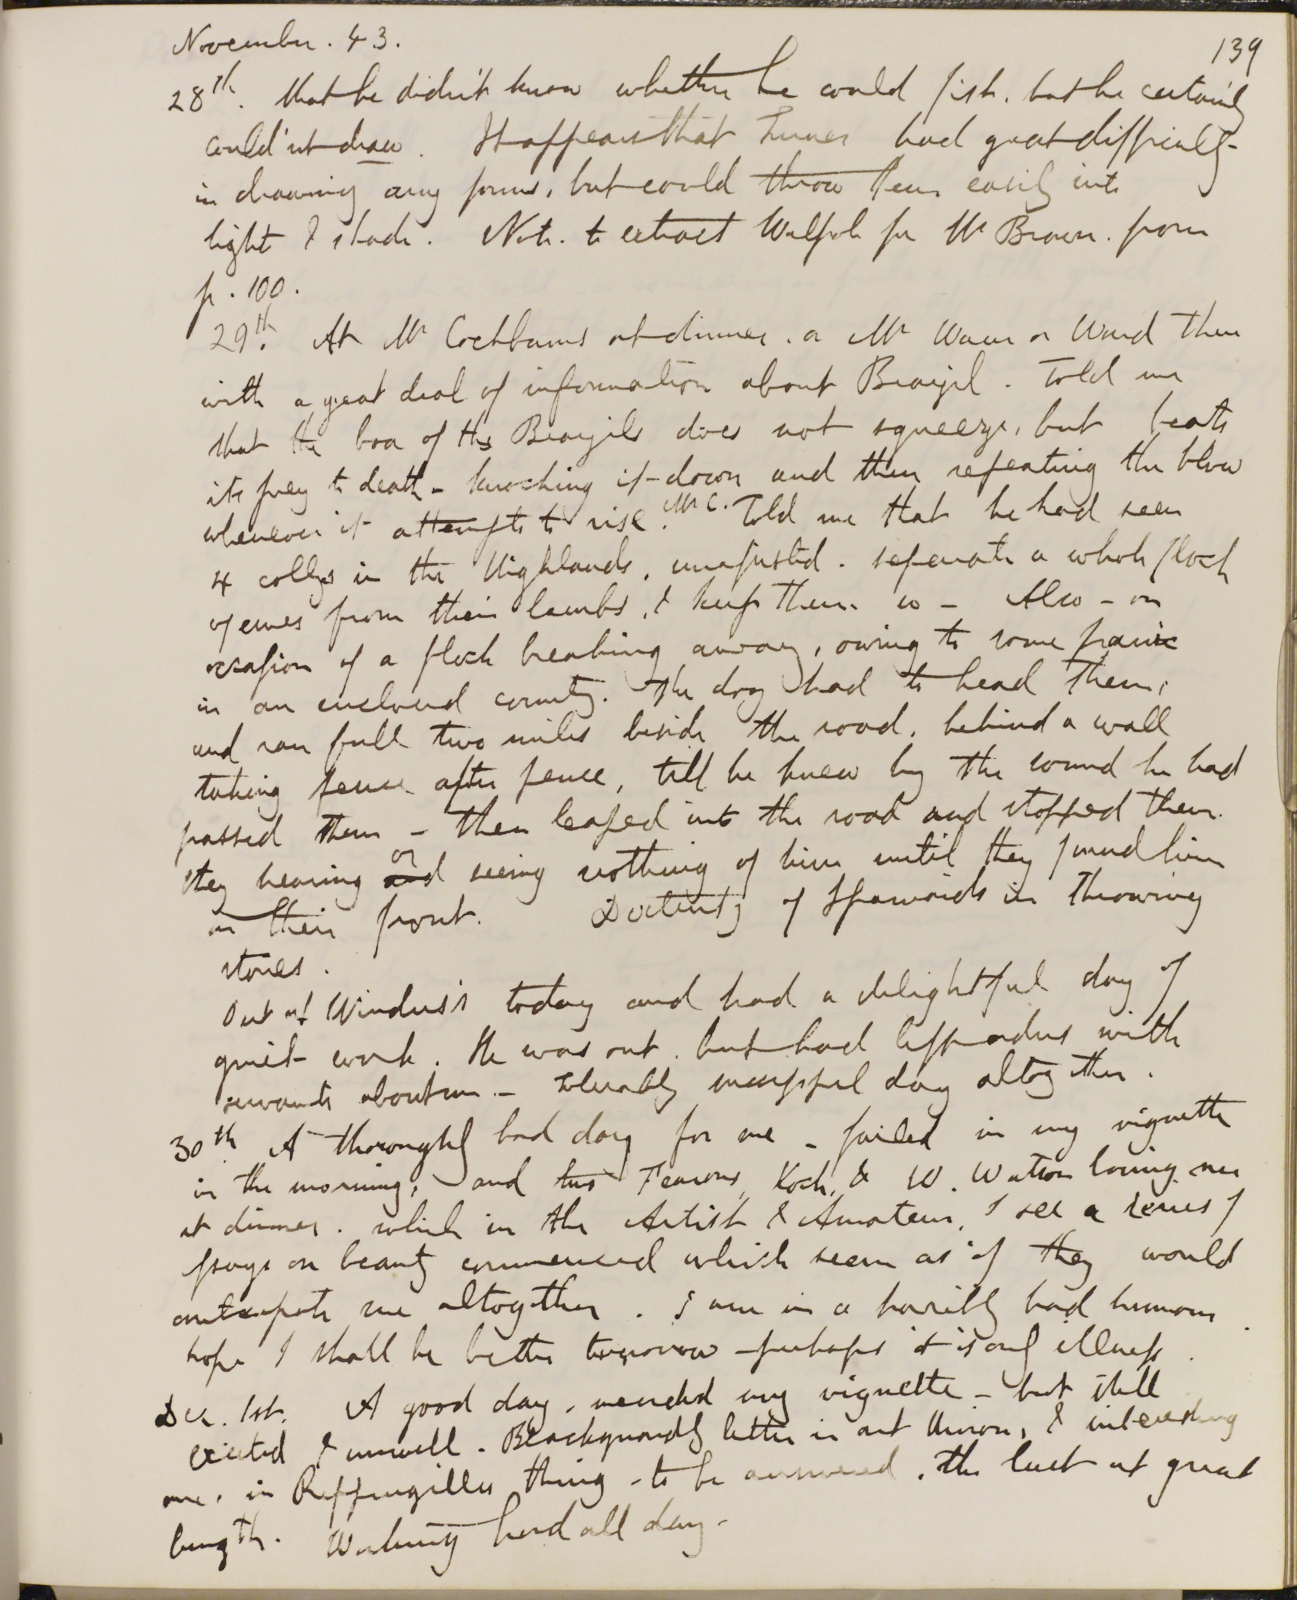 November. 43.
139
28th. that he didn't know whether he could fish. but he certainly
could'nt draw. It appears that Turner had great difficulty
in drawing any forms, but could throw them easily into
light & shade. Note. to extract Walpole for Mr Brown. from
p. 100.
29th. At Mr Cockburns at dinner. a Mr or Ward there
with a great deal of information about Brazil. Told me
that the boa of the Brazils does not squeeze, but beats
its prey to death - knocking it down and then repeating the blow
whenever it attempts to rise. Mr C. Told me that he had seen
4 collys in the Highlands, unassisted. separate a whole flock
of ewes from their lambs, & keep them so - Also - on
occasion of a flock breaking away, owing to some panic
in an enclosed country. The dog had to head them,
and ran full two miles beside the road, behind a wall
taking fence after fence, till he knew by the sound he had
passed them - then leaped into the road and stopped them.
they hearing and or seeing nothing of him until they found him
in their front. Dexterity of Spaniards in throwing
stones.
Out at Windus's today and had a delightful day of
quiet work. He was out. but had left orders with
servants about me - tolerably successful day altogether.
30th A thoroughly bad day for me - failed in my vignette
in the morning, and two Fearons, Koch, & W. Watson me
at dinner. while in the Artist & Amateur, I see a series of
essays on beauty commenced which seem as if they would
anticipate me altogether. I am in a horribly bad humour.
hope I shall be better tomorrow - perhaps it is only illness.
Dec. 1st. A good day, mended my vignette - but still
excited & unwell. Blackguardly letter in art Union, & interesting
one, in Rippingilles thing - to be answered. the last at great
length. Working hard all day.